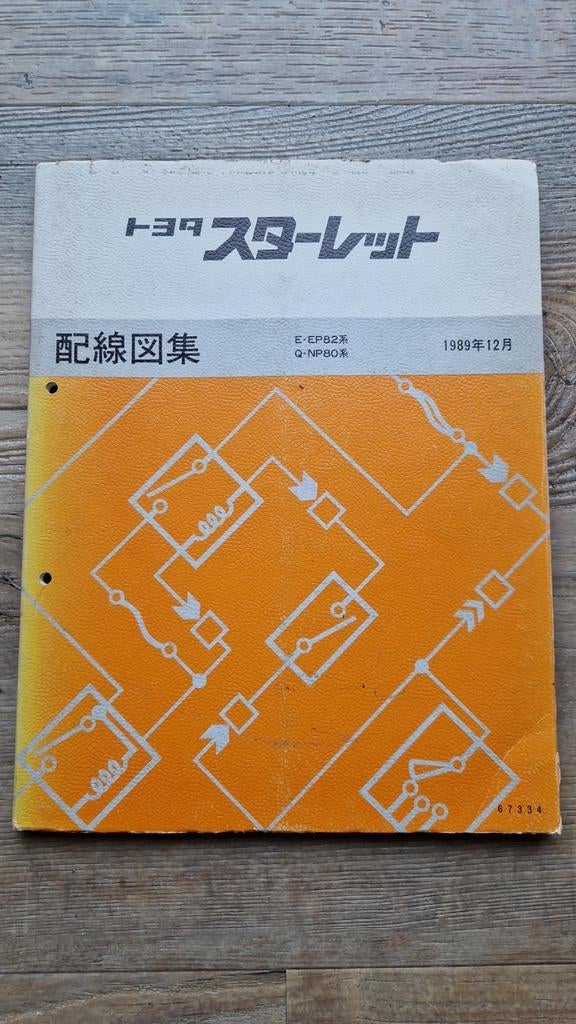 トヨタ スターレット
配線図集
E-EP82系
Q-NP80系
1989年12月
67334